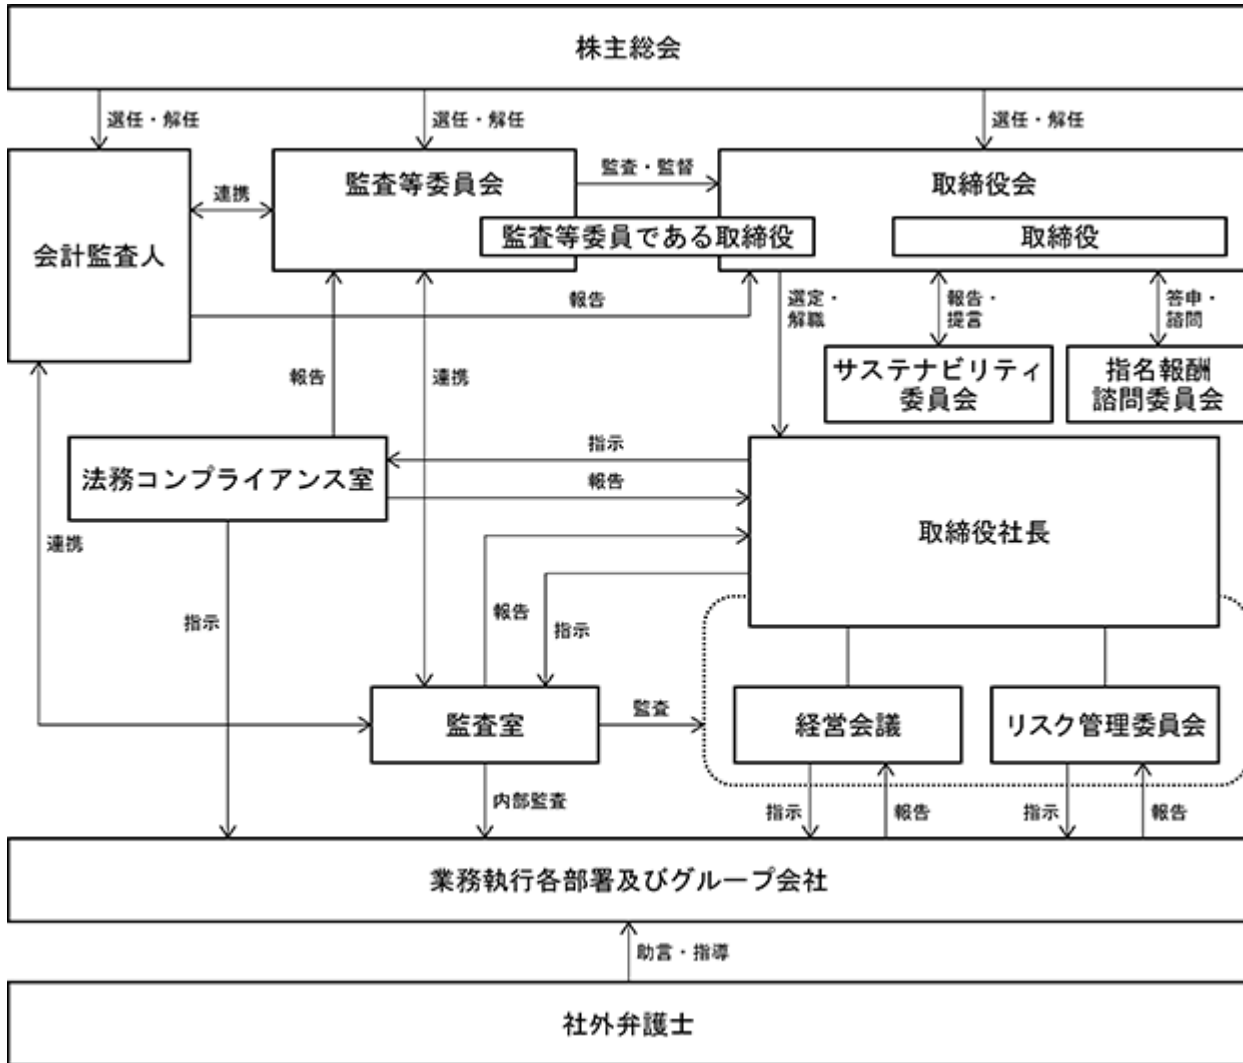 株主総会
選任・解任
選任・解任
選任・解任
会計監査人
連携
監査等委員会
監査・監督
取締役会
監査等委員である取締役
取締役
報告
選定・
解職
報告・
提言
答申・
諮問
サステナビリティ
委員会
指名報酬
諮問委員会
報告
連携
法務コンプライアンス室
指示
報告
取締役社長
連携
指示
報告
指示
監査室
監査
経営会議
リスク管理委員会
内部監査
指示
報告
指示
報告
業務執行各部署及びグループ会社
助言・指導
社外弁護士